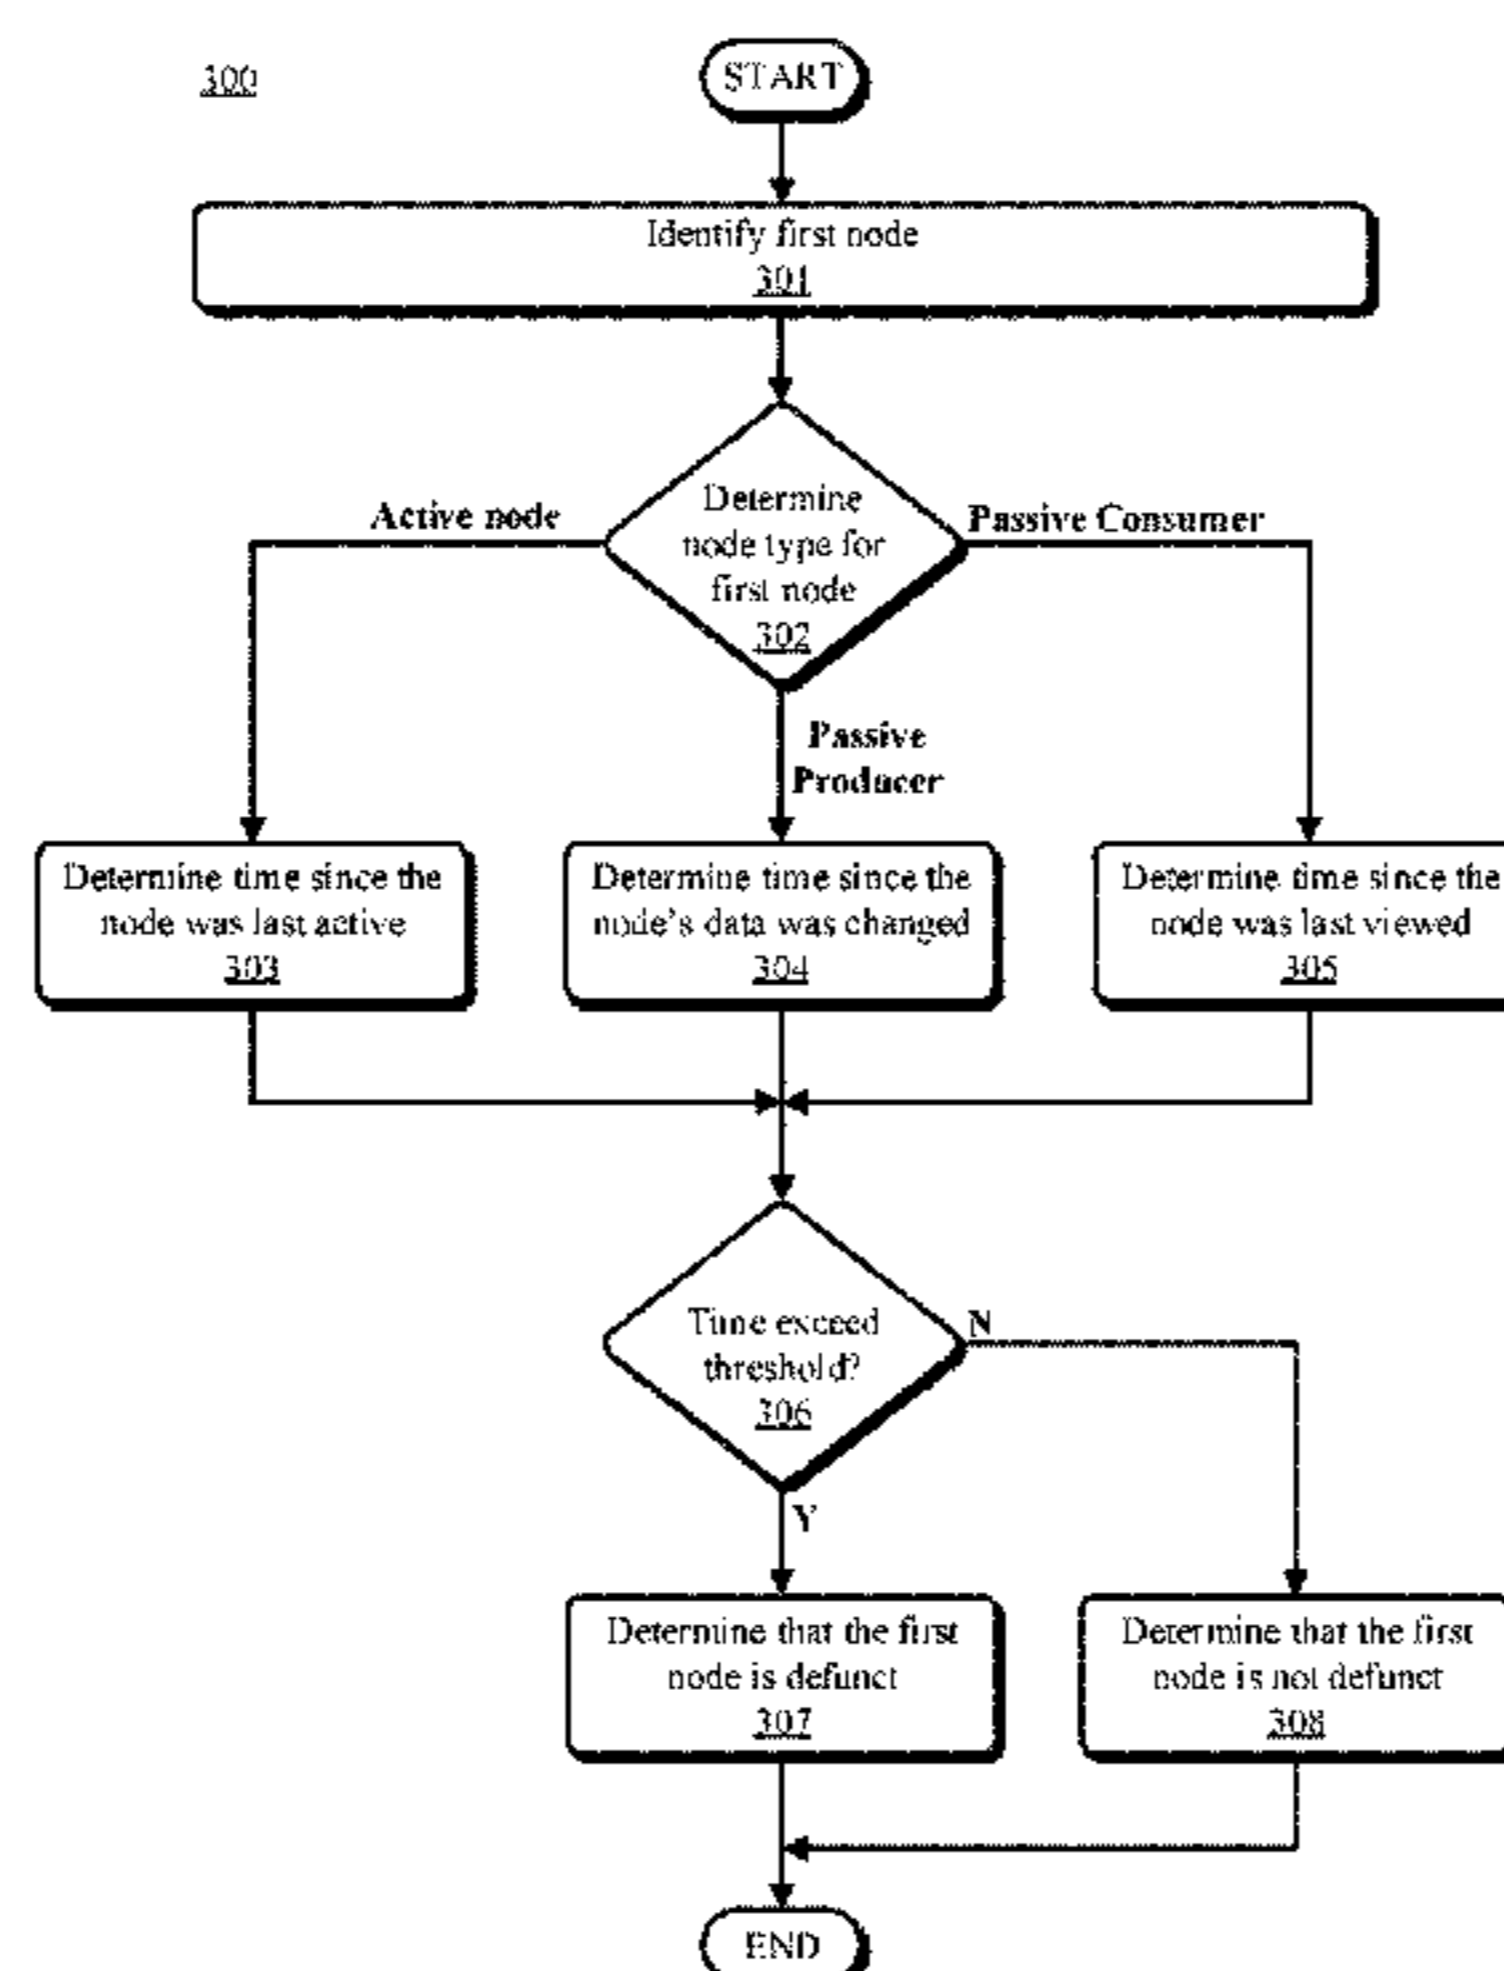 300
START
Identify first node
301
Determine
node type for
first node
302
Active node
Passive Consumer
Passive
Producer
Determine time since the
node was last active
303
Determine time since the
node's data was changed
304
Determine time since the
node was last viewed
305
Time exceed
threshold?
306
N
Y
Determine that the first
node is defunct
307
Determine that the first
node is not defunct
308
END